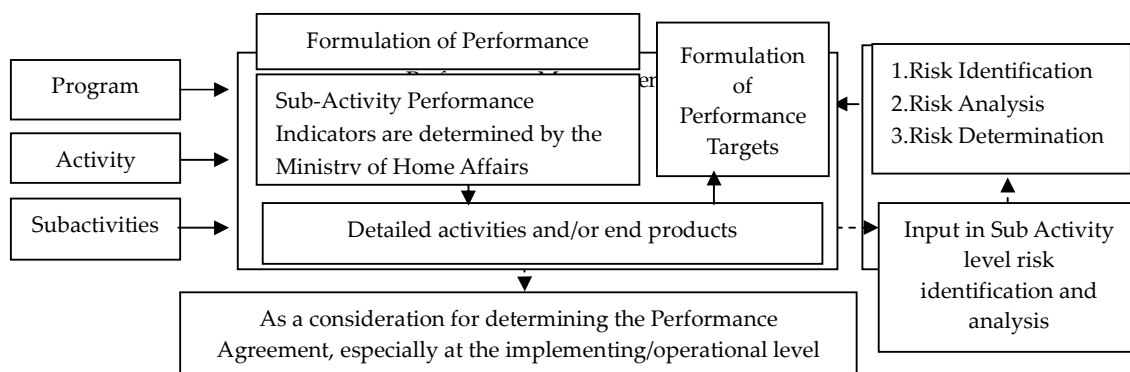 Program
Activity
Subactivities
Formulation of Performance
Sub-Activity Performance
Indicators are determined by the
Ministry of Home Affairs
Formulation
of
Performance
Targets
Detailed activities and/or end products
1.Risk Identification
2.Risk Analysis
3.Risk Determination
Input in Sub Activity
level risk
identification and
analysis
As a consideration for determining the Performance
Agreement, especially at the implementing/operational level